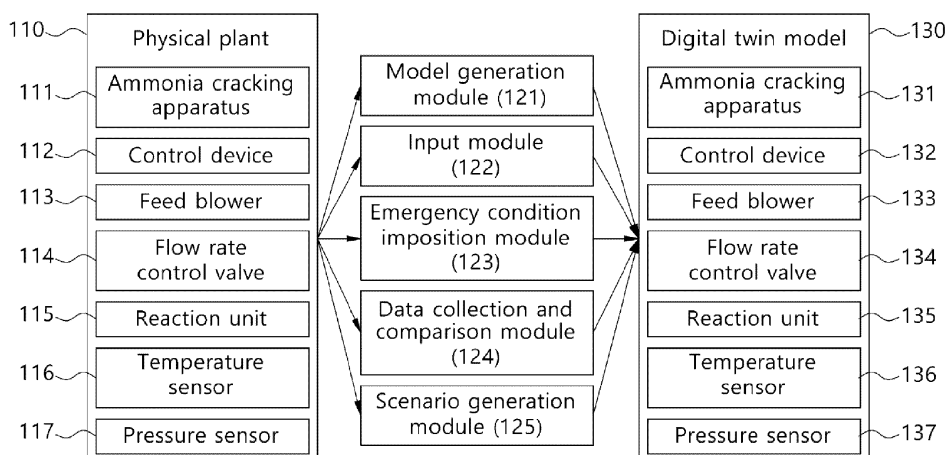 110
Physical plant
111
Ammonia cracking
apparatus
112
Control device
113
Feed blower
114
Flow rate
control valve
115
Reaction unit
116
Temperature
sensor
117
Pressure sensor
Model generation
module (121)
Input module
(122)
Emergency condition
imposition module
(123)
Data collection and
comparison module
(124)
Scenario generation
module (125)
Digital twin model
130
Ammonia cracking
apparatus
131
Control device
132
Feed blower
133
Flow rate
control valve
134
Reaction unit
135
Temperature
sensor
136
Pressure sensor
137